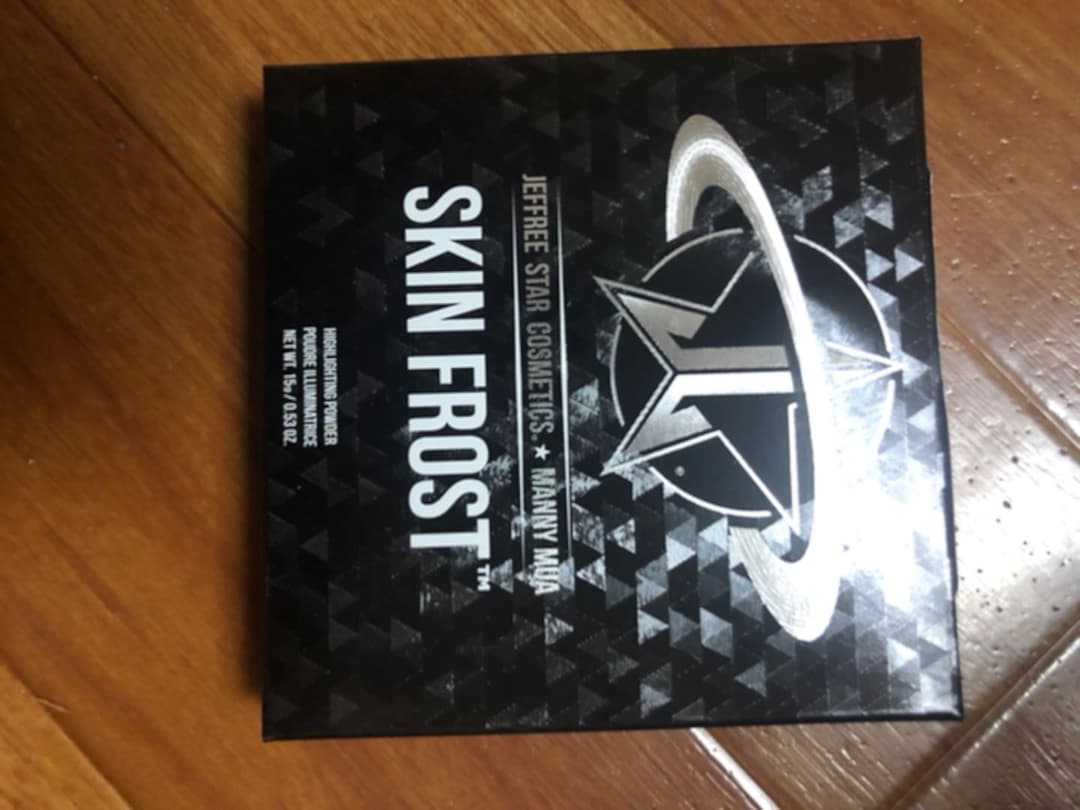 JEFFREE STAR COSMETICS.★ MANNY MUA
SKIN FROST™
HIGHLIGHTING POWDER
POUDRE ILLUMINATRICE
NET WT. 15g / 0.53 OZ.